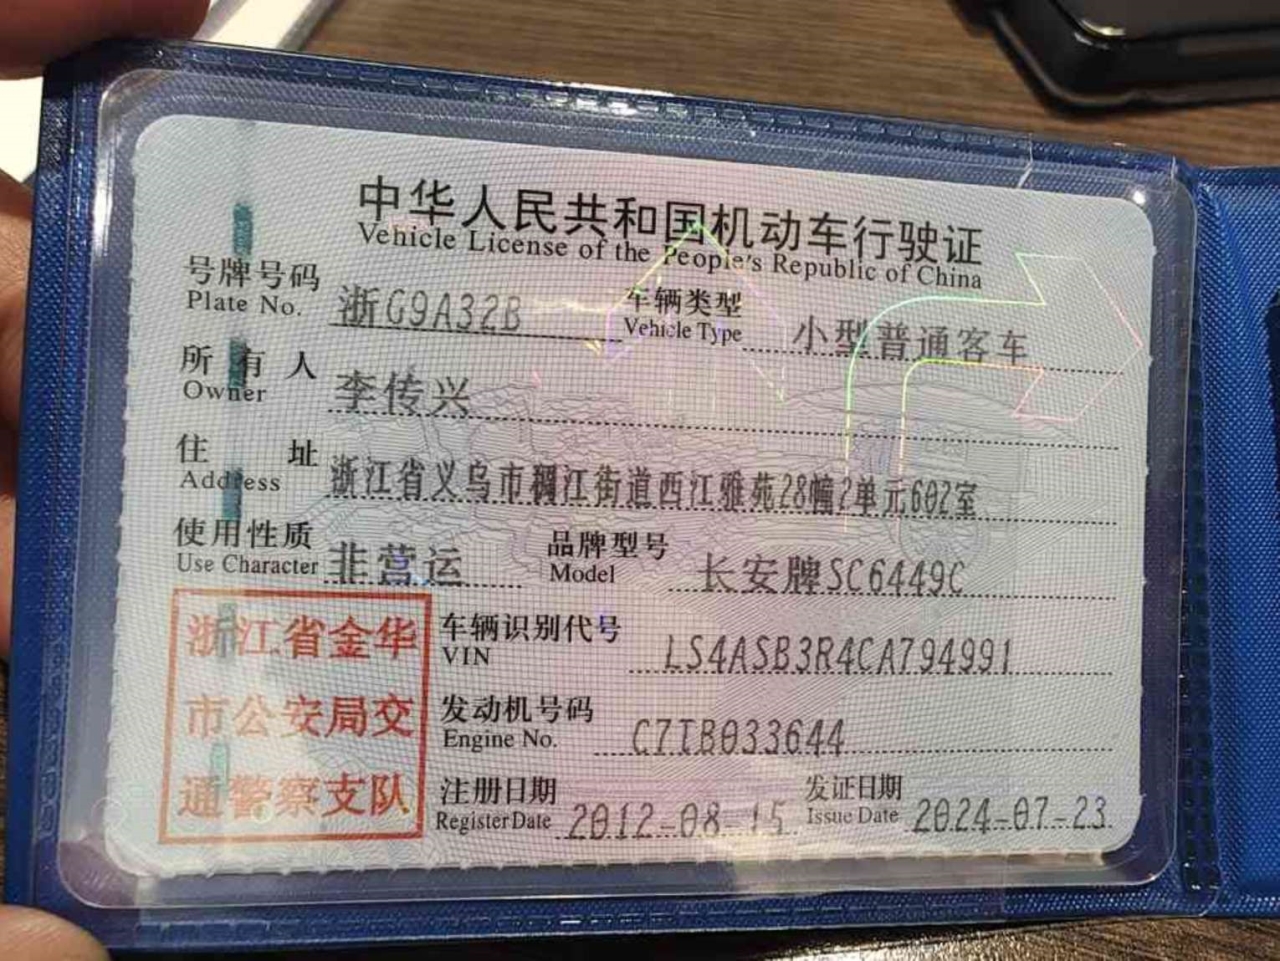 中华人民共和国机动车行驶证
Vehicle License of the People's Republic of China
号牌号码 浙G9A32B 车辆类型 小型普通客车
Plate No. Vehicle Type
所有人 李传兴
Owner
住址 浙江省义乌市稠江街道西江雅苑28幢2单元602室
Address
使用性质 非营运 品牌型号 长安牌SC6449C
Use Character Model
浙江省金华
市公安局交
通警察支队
车辆识别代号 LS4ASB3R4CA794991
VIN
发动机号码 C7IB033644
Engine No.
注册日期 2012-08-15 发证日期 2024-07-23
Register Date Issue Date